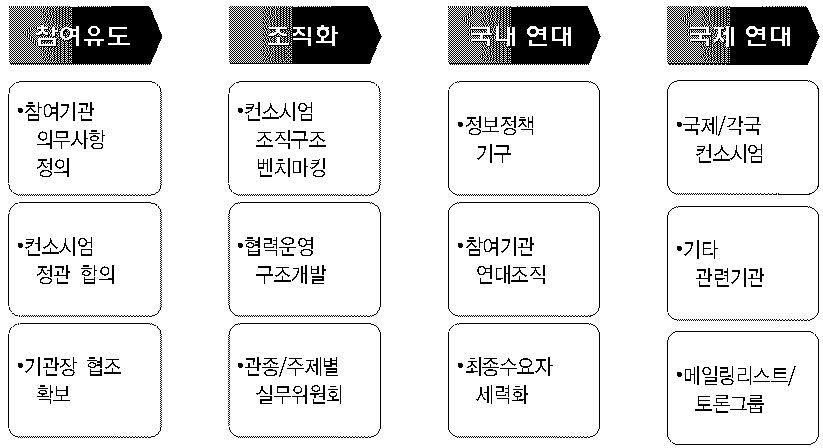 참여유도
•참여기관
의무사항
정의
•컨소시엄
정관 합의
•기관장 협조
확보
조직화
•컨소시엄
조직구조
벤치마킹
•협력운영
구조개발
•관종/주제별
실무위원회
국내 연대
•정보정책
기구
•참여기관
연대조직
•최종수요자
세력화
국제 연대
•국제/각국
컨소시엄
•기타
관련기관
•메일링리스트/
토론그룹